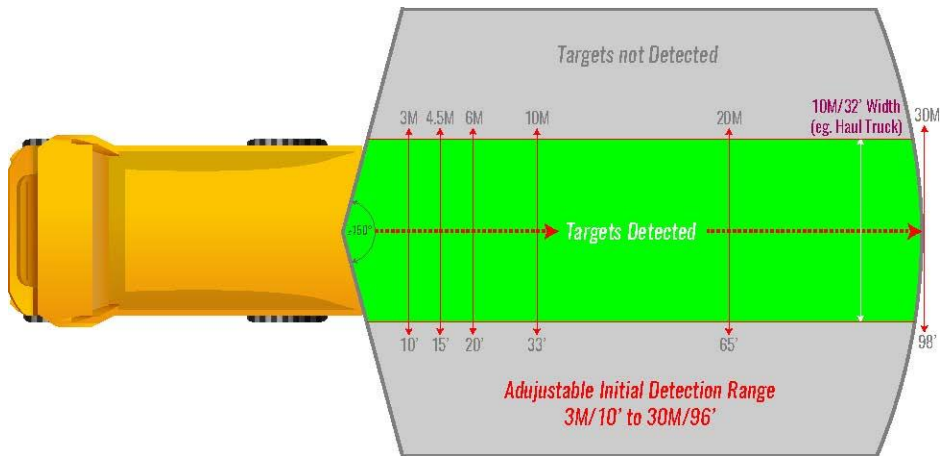 Targets not Detected
3M 4.5M 6M 10M 20M 30M
10M/32' Width
(eg. Haul Truck)
±150°
Targets Detected
10' 15' 20' 33' 65' 98'
Adujustable Initial Detection Range
3M/10' to 30M/96'